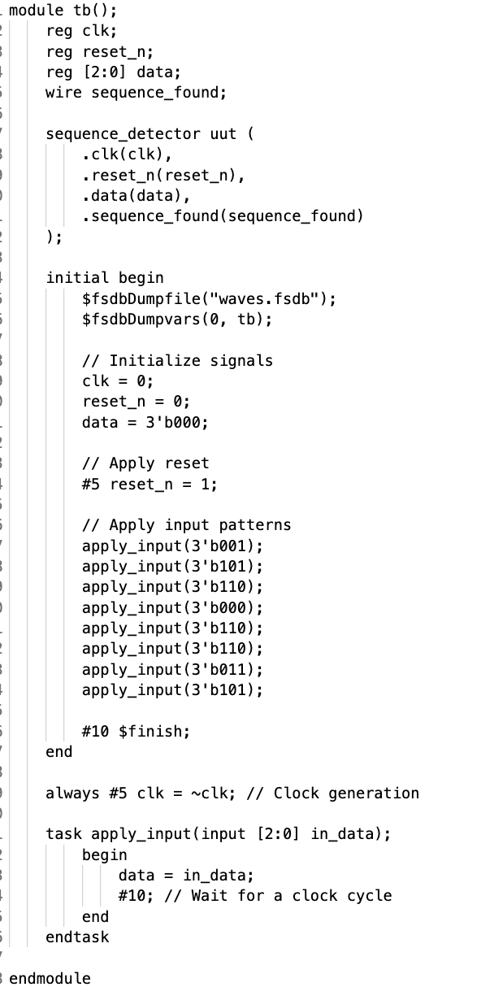 module tb();
reg clk;
reg reset_n;
reg [2:0] data;
wire sequence_found;
sequence_detector uut (
.clk(clk),
.reset_n(reset_n),
.data(data),
.sequence_found(sequence_found)
);
initial begin
$fsdbDumpfile("waves.fsdb");
$fsdbDumpvars(0, tb);
// Initialize signals
clk = 0;
reset_n = 0;
data = 3'b000;
// Apply reset
#5 reset_n = 1;
// Apply input patterns
apply_input(3'b001);
apply_input(3'b101);
apply_input(3'b110);
apply_input(3'b000);
apply_input(3'b110);
apply_input(3'b110);
apply_input(3'b011);
apply_input(3'b101);
#10 $finish;
end
always #5 clk = ~clk; // Clock generation
task apply_input(input [2:0] in_data);
begin
data = in_data;
#10; // Wait for a clock cycle
end
endtask
endmodule